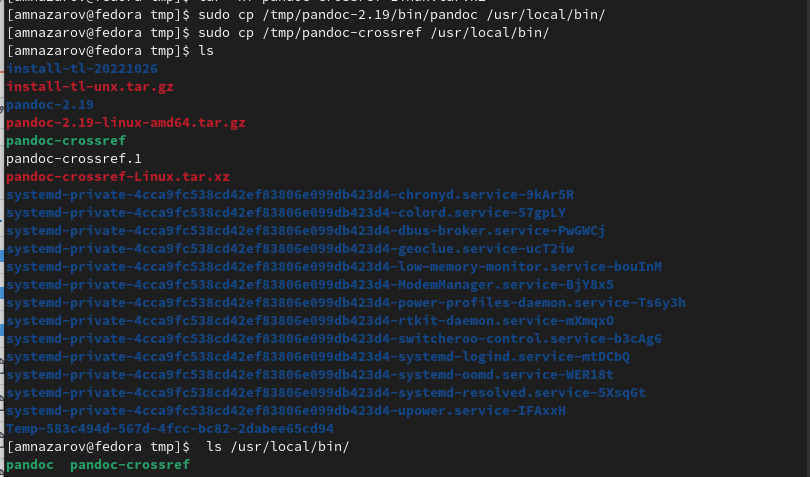 [amnazarov@fedora tmp]$ sudo cp /tmp/pandoc-2.19/bin/pandoc /usr/local/bin/
[amnazarov@fedora tmp]$ sudo cp /tmp/pandoc-crossref /usr/local/bin/
[amnazarov@fedora tmp]$ ls
install-tl-20221026
install-tl-unx.tar.gz
pandoc-2.19
pandoc-2.19-linux-amd64.tar.gz
pandoc-crossref
pandoc-crossref.1
pandoc-crossref-Linux.tar.xz
systemd-private-4cca9fc538cd42ef83806e099db423d4-chronyd.service-9kAr5R
systemd-private-4cca9fc538cd42ef83806e099db423d4-colord.service-57gpLY
systemd-private-4cca9fc538cd42ef83806e099db423d4-dbus-broker.service-PwGWCj
systemd-private-4cca9fc538cd42ef83806e099db423d4-geoclue.service-ucT2iw
systemd-private-4cca9fc538cd42ef83806e099db423d4-low-memory-monitor.service-bouInM
systemd-private-4cca9fc538cd42ef83806e099db423d4-ModemManager.service-BjY8x5
systemd-private-4cca9fc538cd42ef83806e099db423d4-power-profiles-daemon.service-Ts6y3h
systemd-private-4cca9fc538cd42ef83806e099db423d4-rtkit-daemon.service-mXmqxO
systemd-private-4cca9fc538cd42ef83806e099db423d4-switcheroo-control.service-b3cAg6
systemd-private-4cca9fc538cd42ef83806e099db423d4-systemd-logind.service-mtDCbQ
systemd-private-4cca9fc538cd42ef83806e099db423d4-systemd-oomd.service-WER18t
systemd-private-4cca9fc538cd42ef83806e099db423d4-systemd-resolved.service-5XsqGt
systemd-private-4cca9fc538cd42ef83806e099db423d4-upower.service-IFAxxH
Temp-583c494d-567d-4fcc-bc82-2dabee65cd94
[amnazarov@fedora tmp]$  ls /usr/local/bin/
pandoc  pandoc-crossref